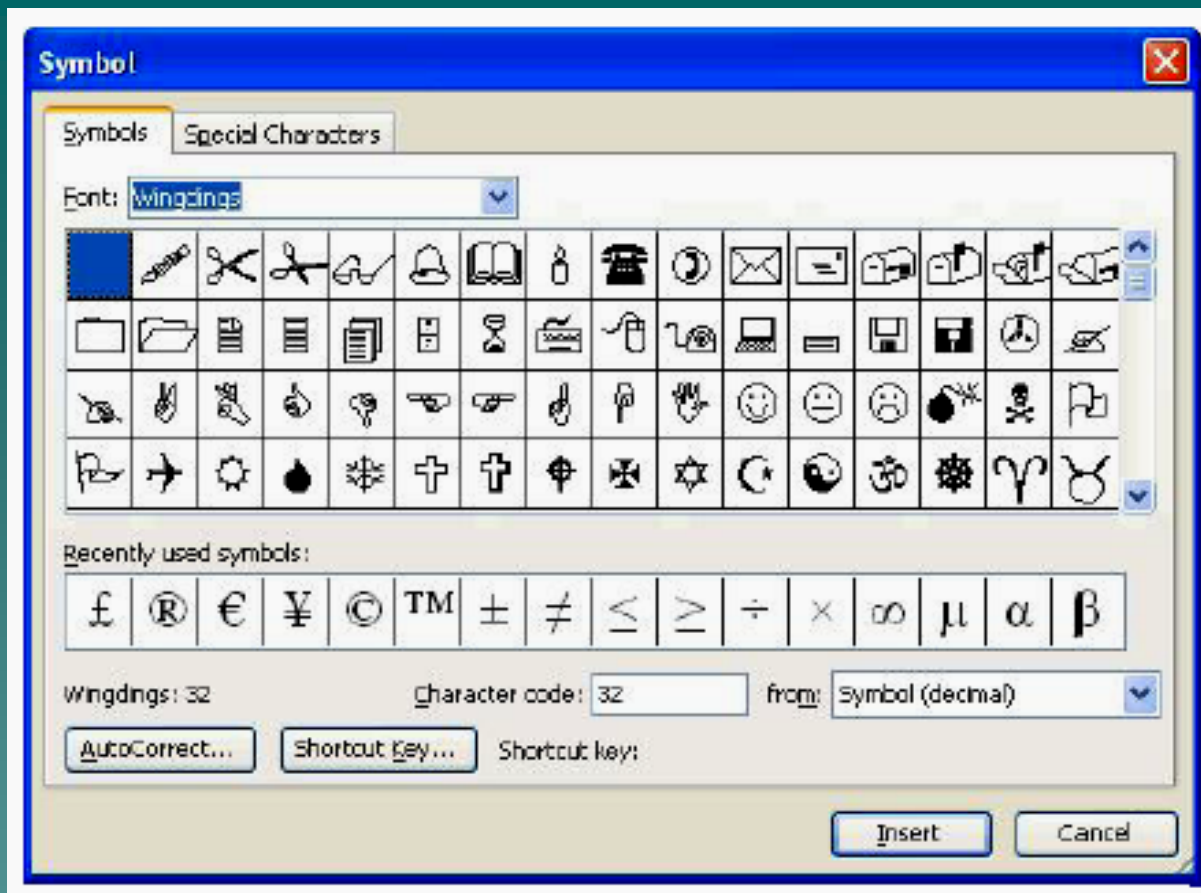 Symbol
Symbols Special Characters
Font: Wingdings
Recently used symbols:
£ ® € ¥ © ™ ± ≠ ≤ ≥ ÷ × ∞ µ α β
Wingdings: 32 Character code: 32 from: Symbol (decimal)
AutoCorrect... Shortcut Key... Shortcut key:
Insert Cancel